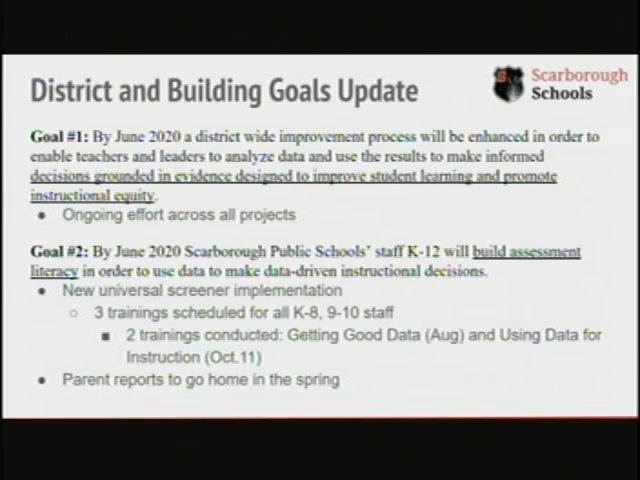 District and Building Goals Update
Scarborough
Schools
Goal #1: By June 2020 a district wide improvement process will be enhanced in order to
enable teachers and leaders to analyze data and use the results to make informed
decisions grounded in evidence designed to improve student learning and promote
instructional equity.
● Ongoing effort across all projects
Goal #2: By June 2020 Scarborough Public Schools' staff K-12 will build assessment
literacy in order to use data to make data-driven instructional decisions.
● New universal screener implementation
○ 3 trainings scheduled for all K-8, 9-10 staff
■ 2 trainings conducted: Getting Good Data (Aug) and Using Data for
Instruction (Oct.11)
● Parent reports to go home in the spring